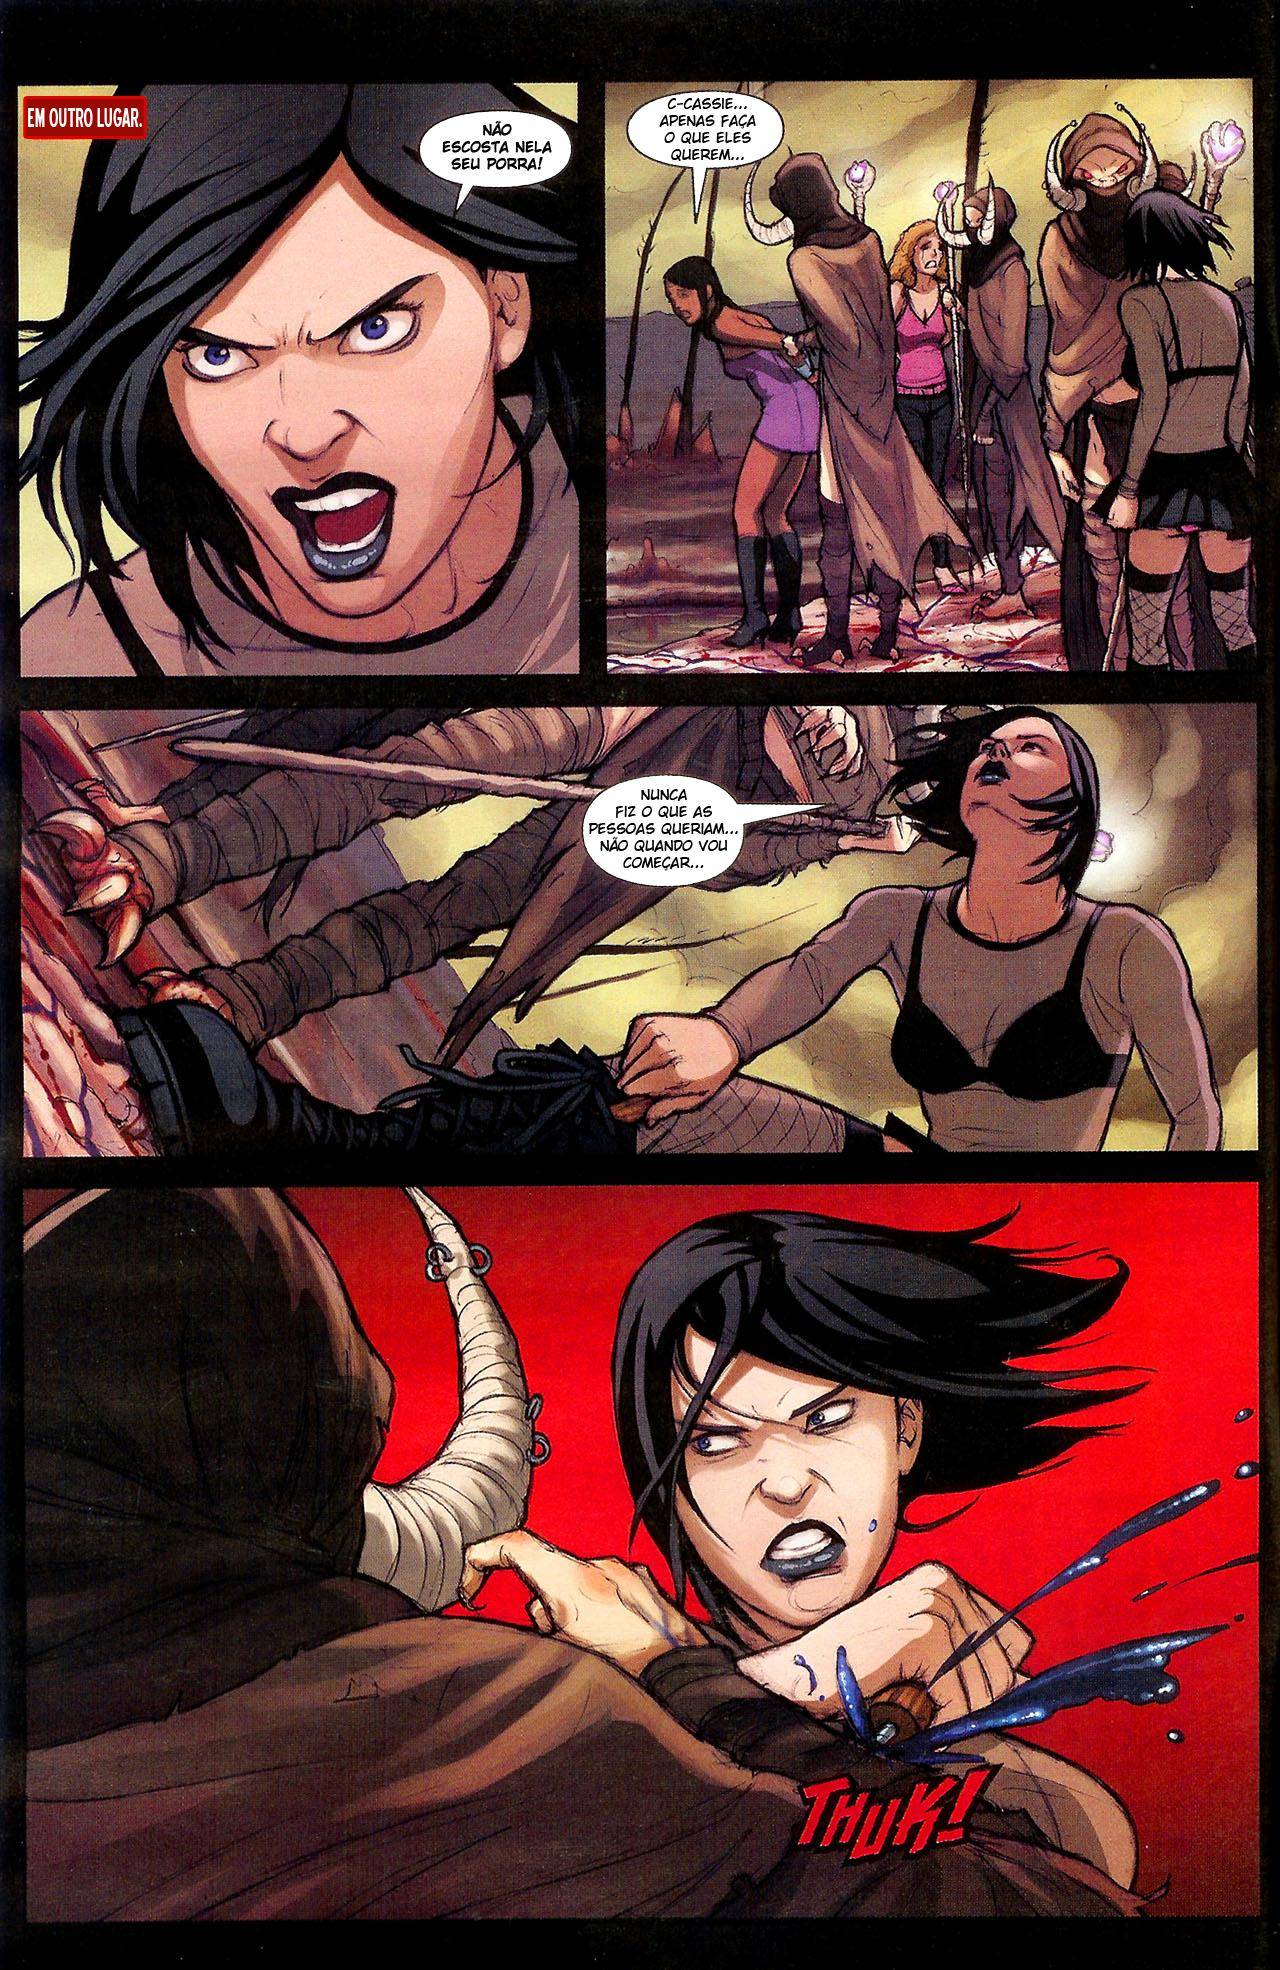 EM OUTRO LUGAR.
NÃO
ESCOSTA NELA
SEU PORRA!
C-CASSIE...
APENAS FAÇA
O QUE ELES
QUEREM...
NUNCA
FIZ O QUE AS
PESSOAS QUERIAM...
NÃO QUANDO VOU
COMEÇAR...
THUK!